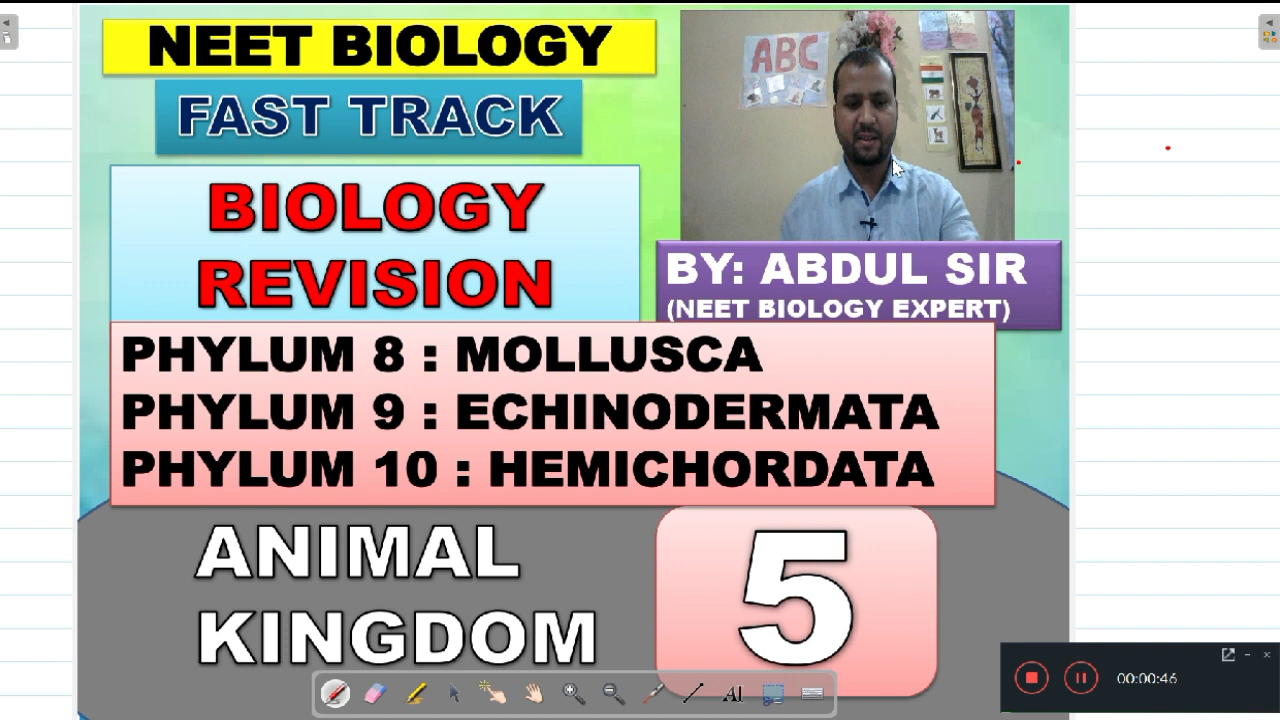 NEET BIOLOGY
FAST TRACK
ABC
BIOLOGY
REVISION
BY: ABDUL SIR
(NEET BIOLOGY EXPERT)
PHYLUM 8 : MOLLUSCA
PHYLUM 9 : ECHINODERMATA
PHYLUM 10 : HEMICHORDATA
ANIMAL
KINGDOM
5
AI
00:00:46